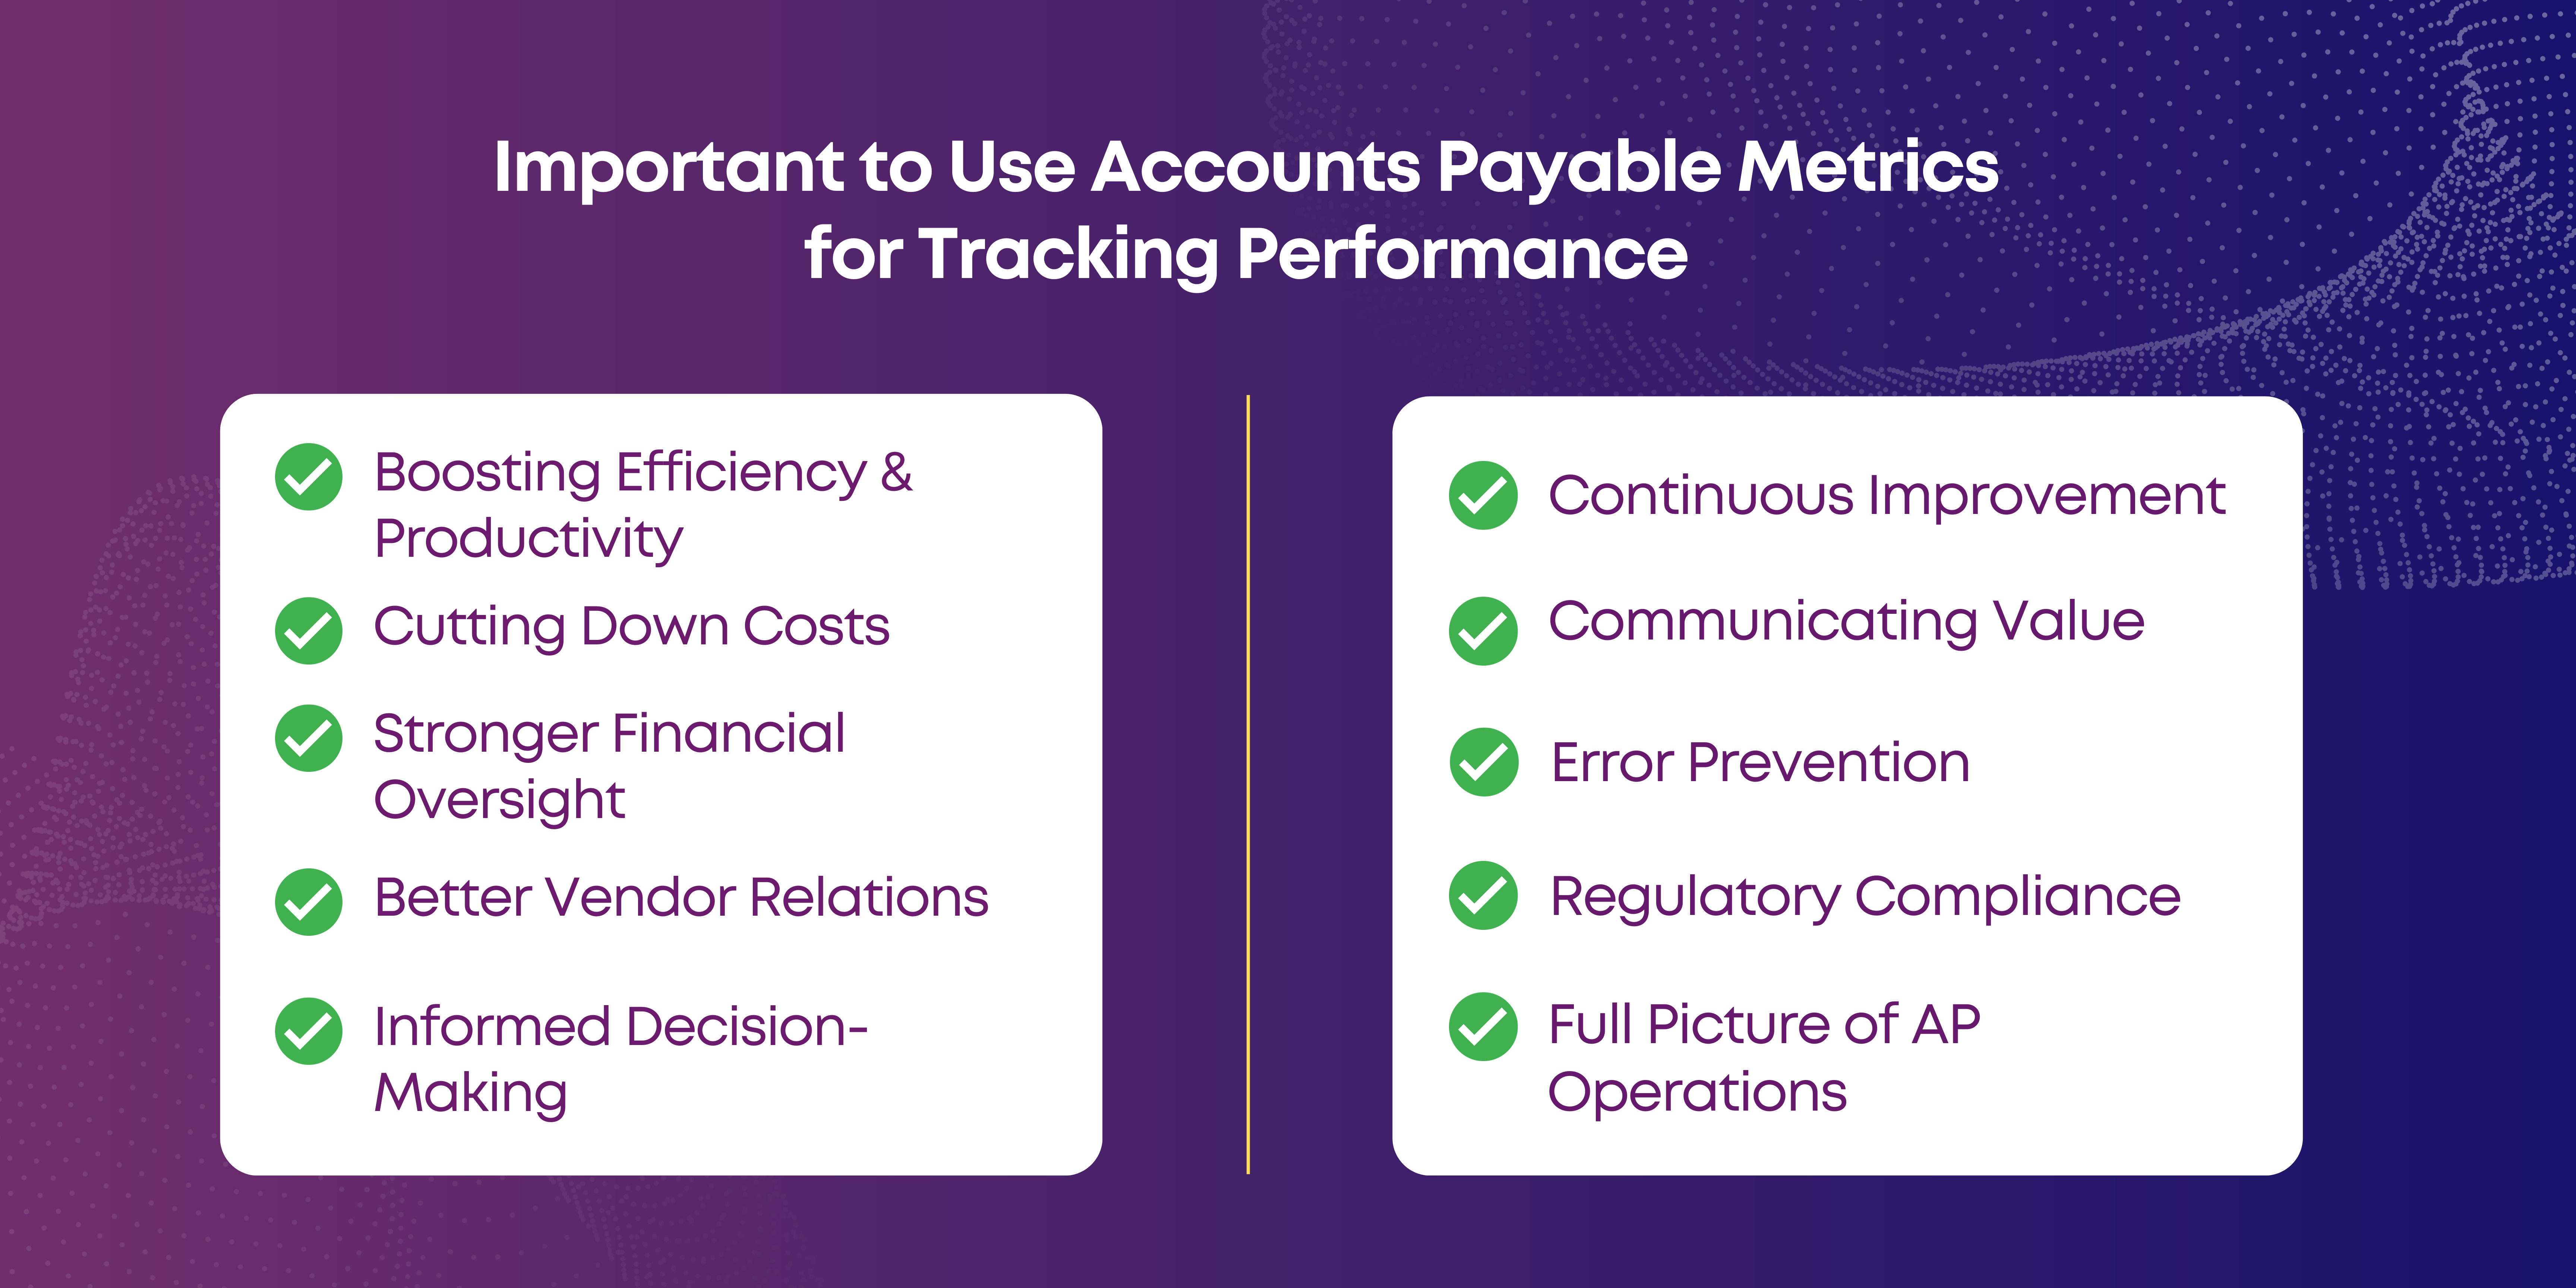 Important to Use Accounts Payable Metrics
for Tracking Performance
Boosting Efficiency &
Productivity
Cutting Down Costs
Stronger Financial
Oversight
Better Vendor Relations
Informed Decision-
Making
Continuous Improvement
Communicating Value
Error Prevention
Regulatory Compliance
Full Picture of AP
Operations